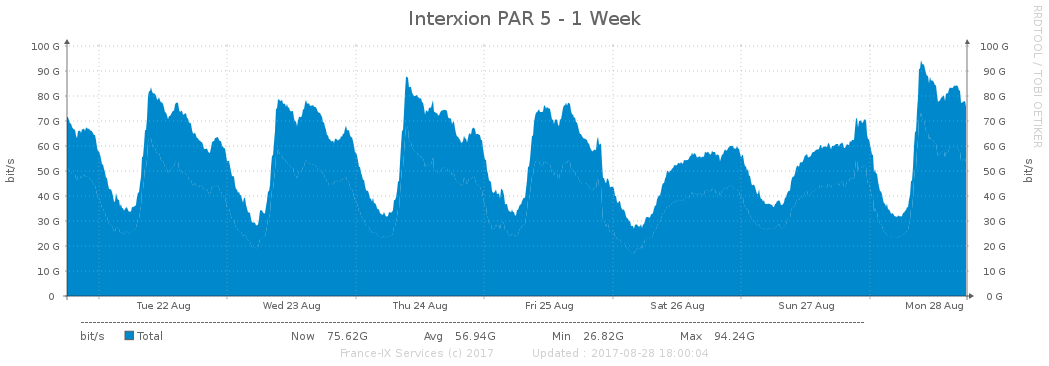 Interxion PAR 5 - 1 Week
RRDTOOL / TOBI OETIKER
bit/s
100 G 100 G
90 G 90 G
80 G 80 G
70 G 70 G
60 G 60 G
50 G 50 G
40 G 40 G
30 G 30 G
20 G 20 G
10 G 10 G
0 0 G
bit/s
Tue 22 Aug Wed 23 Aug Thu 24 Aug Fri 25 Aug Sat 26 Aug Sun 27 Aug Mon 28 Aug
bit/s Total Now 75.62G Avg 56.94G Min 26.82G Max 94.24G
France-IX Services (c) 2017 Updated : 2017-08-28 18:00:04